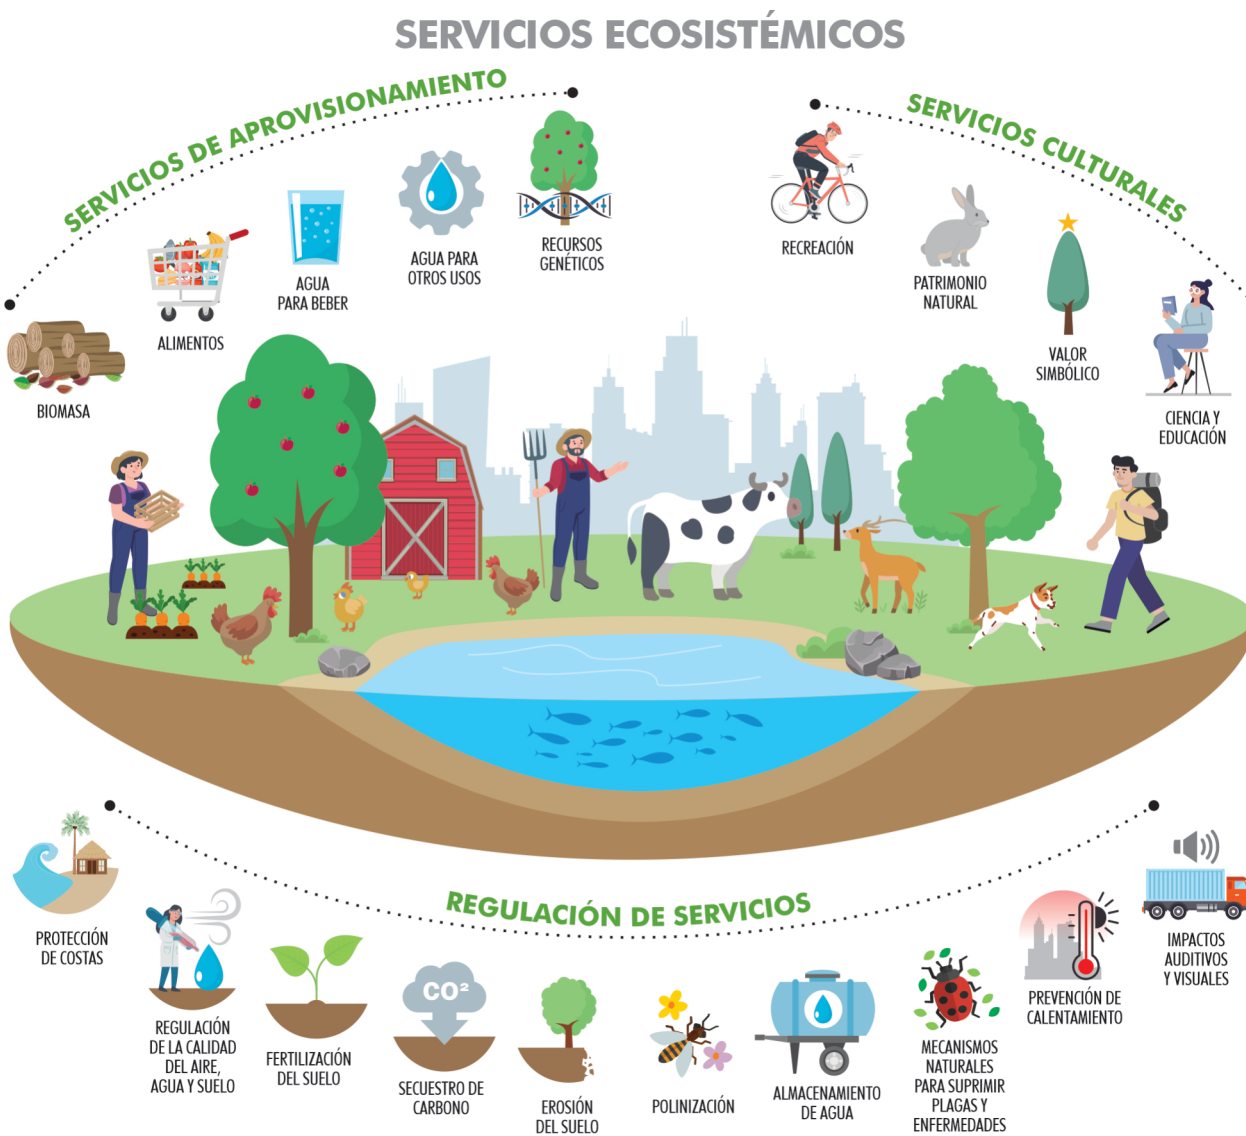 SERVICIOS ECOSISTÉMICOS
SERVICIOS DE APROVISIONAMIENTO
BIOMASA
ALIMENTOS
AGUA
PARA BEBER
AGUA PARA
OTROS USOS
RECURSOS
GENÉTICOS
SERVICIOS CULTURALES
RECREACIÓN
PATRIMONIO
NATURAL
VALOR
SIMBÓLICO
CIENCIA Y
EDUCACIÓN
REGULACIÓN DE SERVICIOS
PROTECCIÓN
DE COSTAS
REGULACIÓN
DE LA CALIDAD
DEL AIRE,
AGUA Y SUELO
FERTILIZACIÓN
DEL SUELO
CO²
SECUESTRO DE
CARBONO
EROSIÓN
DEL SUELO
POLINIZACIÓN
ALMACENAMIENTO
DE AGUA
MECANISMOS
NATURALES
PARA SUPRIMIR
PLAGAS Y
ENFERMEDADES
PREVENCIÓN DE
CALENTAMIENTO
IMPACTOS
AUDITIVOS
Y VISUALES